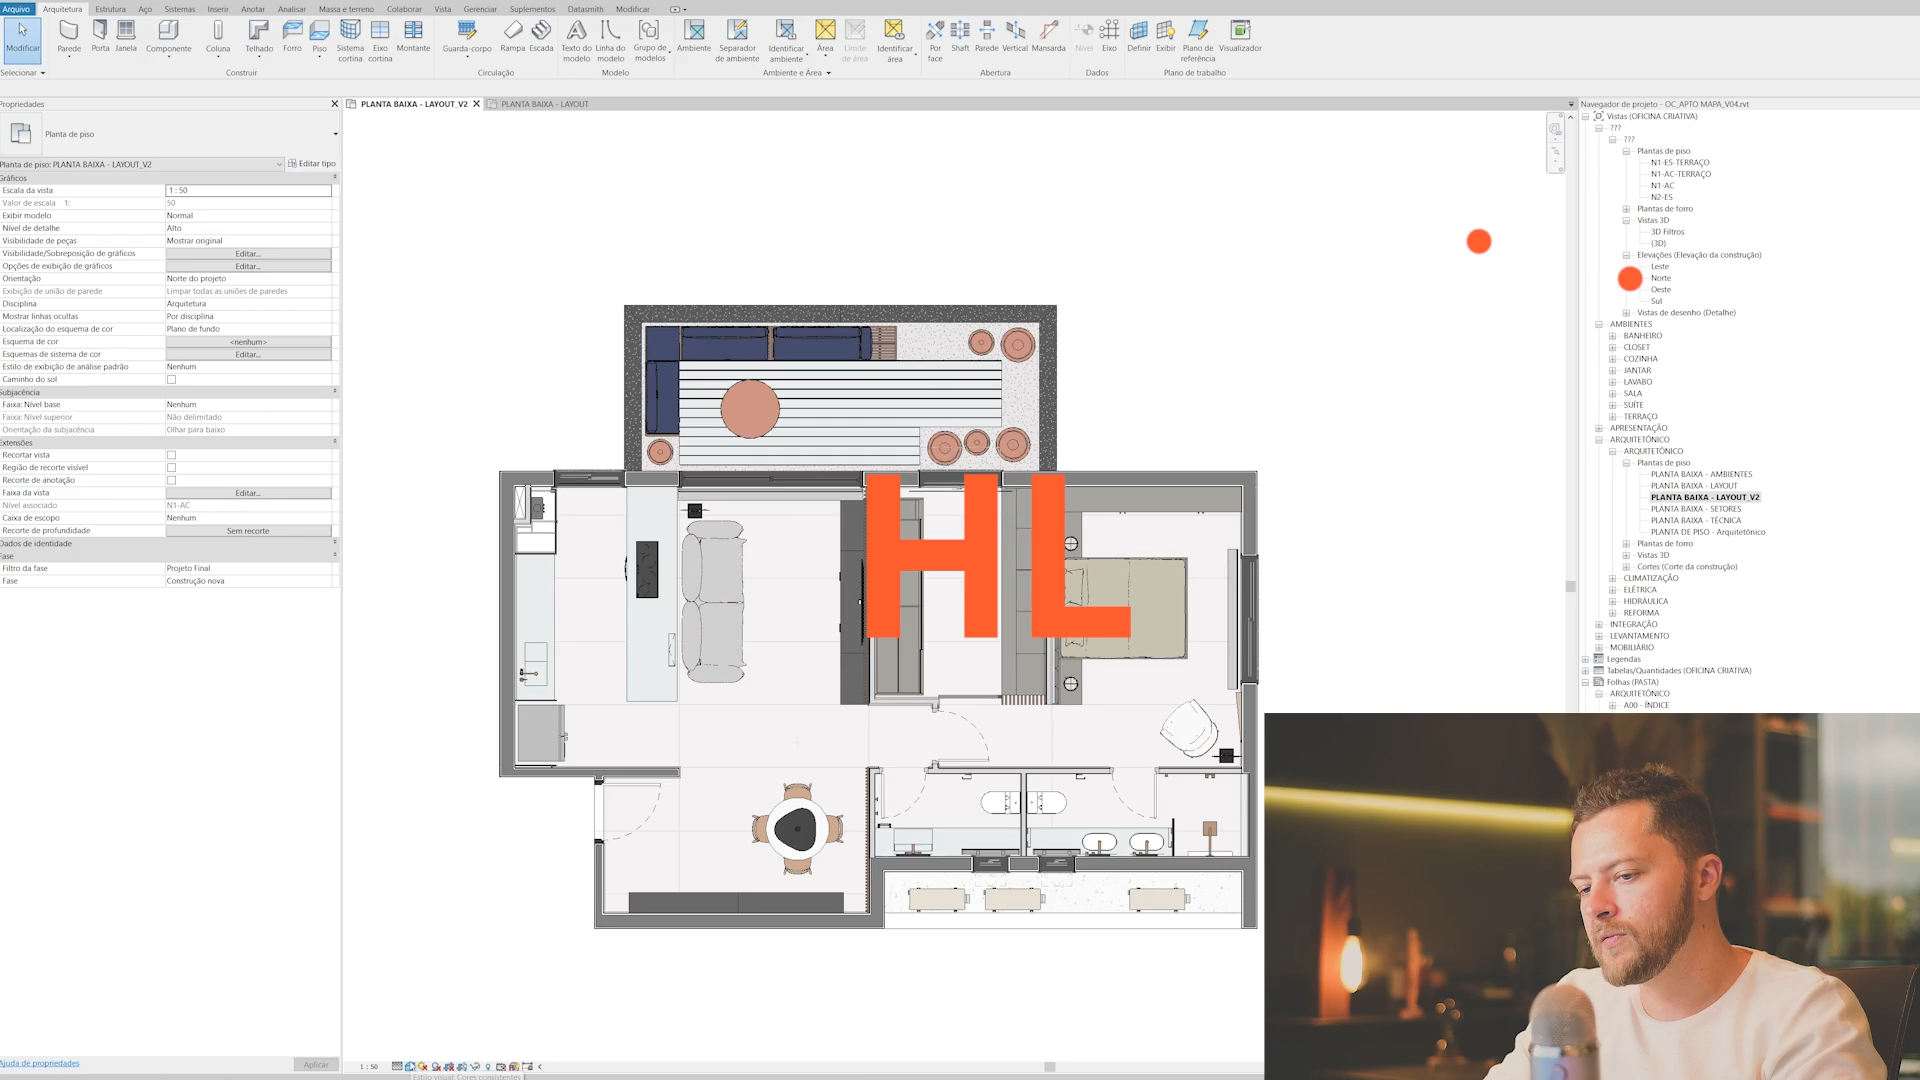 Arquivo Arquitetura Estrutura Aço Sistemas Inserir Anotar Analisar Massa e terreno Colaborar Vista Gerenciar Suplementos Datasmith Modificar
Modificar Parede Porta Janela Componente Coluna Telhado Forro Piso Sistema cortina Eixo cortina Montante Guarda-corpo Rampa Escada Texto do modelo Linha do modelo Grupo de modelos Ambiente Separador de ambiente Identificar ambiente Área Limite de área Identificar área Por face Shaft Parede Vertical Mansarda Nível Eixo Definir Exibir Plano de referência Visualizador
Selecionar Construir Circulação Modelo Ambiente e Área Abertura Dados Plano de trabalho
Propriedades
Planta de piso
Planta de piso: PLANTA BAIXA - LAYOUT_V2 Editar tipo
Gráficos
Escala da vista 1 : 50
Valor de escala 1: 50
Exibir modelo Normal
Nível de detalhe Alto
Visibilidade de peças Mostrar original
Visibilidade/Sobreposição de gráficos Editar...
Opções de exibição de gráficos Editar...
Orientação Norte do projeto
Exibição de união de parede Limpar todas as uniões de paredes
Disciplina Arquitetura
Mostrar linhas ocultas Por disciplina
Localização do esquema de cor Plano de fundo
Esquema de cor <nenhum>
Esquemas de sistema de cor Editar...
Estilo de exibição de análise padrão Nenhum
Caminho do sol
Subjacência
Faixa: Nível base Nenhum
Faixa: Nível superior Não delimitado
Orientação da subjacência Olhar para baixo
Extensões
Recortar vista
Região de recorte visível
Recorte de anotação
Faixa da vista Editar...
Nível associado N1-AC
Caixa de escopo Nenhum
Recorte de profundidade Sem recorte
Dados de identidade
Fase
Filtro da fase Projeto Final
Fase Construção nova
Ajuda de propriedades Aplicar
PLANTA BAIXA - LAYOUT_V2 PLANTA BAIXA - LAYOUT
HL
1 : 50
Estilo visual: Cores consistentes
Navegador de projeto - OC_APTO MAPA_V04.rvt
Vistas (OFICINA CRIATIVA)
???
???
Plantas de piso
N1-ES-TERRAÇO
N1-AC-TERRAÇO
N1-AC
N2-ES
Plantas de forro
Vistas 3D
3D Filtros
{3D}
Elevações (Elevação da construção)
Leste
Norte
Oeste
Sul
Vistas de desenho (Detalhe)
AMBIENTES
BANHEIRO
CLOSET
COZINHA
JANTAR
LAVABO
SALA
SUÍTE
TERRAÇO
APRESENTAÇÃO
ARQUITETÔNICO
ARQUITETÔNICO
Plantas de piso
PLANTA BAIXA - AMBIENTES
PLANTA BAIXA - LAYOUT
PLANTA BAIXA - LAYOUT_V2
PLANTA BAIXA - SETORES
PLANTA BAIXA - TÉCNICA
PLANTA DE PISO - Arquitetônico
Plantas de forro
Vistas 3D
Cortes (Corte da construção)
CLIMATIZAÇÃO
ELÉTRICA
HIDRÁULICA
REFORMA
INTEGRAÇÃO
LEVANTAMENTO
MOBILIÁRIO
Legendas
Tabelas/Quantidades (OFICINA CRIATIVA)
Folhas (PASTA)
ARQUITETÔNICO
A00 - ÍNDICE